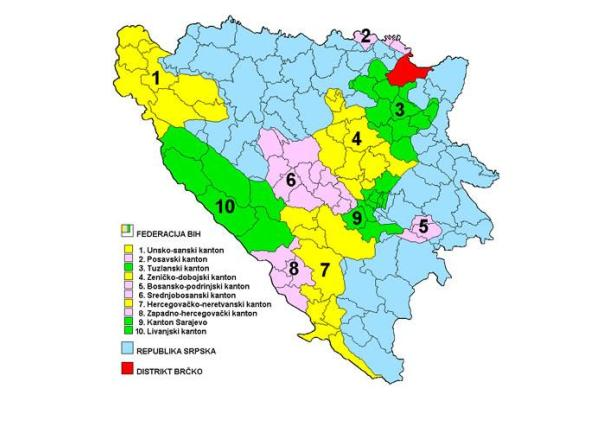 2
1
3
4
6
10
9
5
8
7
FEDERACIJA BIH
1. Unsko-sanski kanton
2. Posavski kanton
3. Tuzlanski kanton
4. Zeničko-dobojski kanton
5. Bosansko-podrinjski kanton
6. Srednjobosanski kanton
7. Hercegovačko-neretvanski kanton
8. Zapadno-hercegovački kanton
9. Kanton Sarajevo
10. Livanjski kanton
REPUBLIKA SRPSKA
DISTRIKT BRČKO